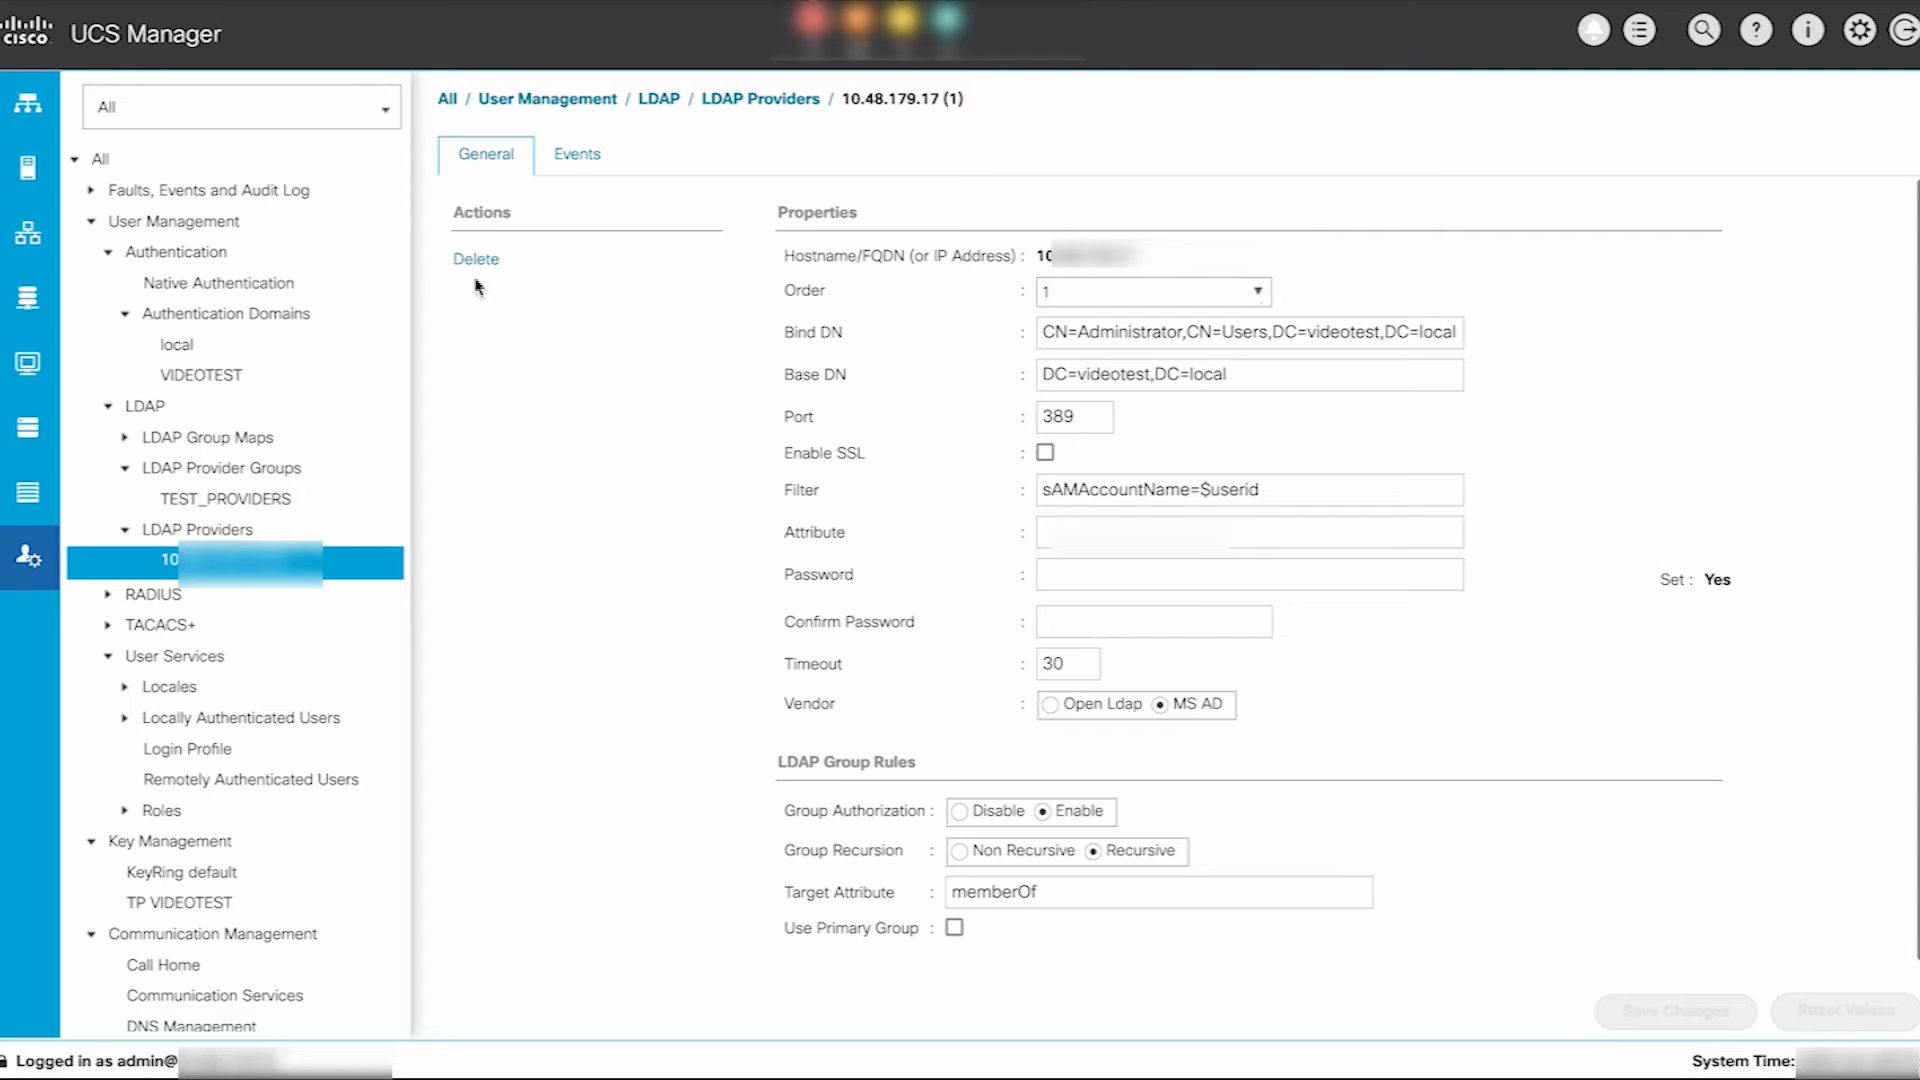 cisco UCS Manager
All
All
Faults, Events and Audit Log
User Management
Authentication
Native Authentication
Authentication Domains
local
VIDEOTEST
LDAP
LDAP Group Maps
LDAP Provider Groups
TEST_PROVIDERS
LDAP Providers
10
RADIUS
TACACS+
User Services
Locales
Locally Authenticated Users
Login Profile
Remotely Authenticated Users
Roles
Key Management
KeyRing default
TP VIDEOTEST
Communication Management
Call Home
Communication Services
DNS Management
All / User Management / LDAP / LDAP Providers / 10.48.179.17 (1)
General Events
Actions
Delete
Properties
Hostname/FQDN (or IP Address) : 10
Order : 1
Bind DN : CN=Administrator,CN=Users,DC=videotest,DC=local
Base DN : DC=videotest,DC=local
Port : 389
Enable SSL :
Filter : sAMAccountName=$userid
Attribute :
Password : Set : Yes
Confirm Password :
Timeout : 30
Vendor : Open Ldap MS AD
LDAP Group Rules
Group Authorization : Disable Enable
Group Recursion : Non Recursive Recursive
Target Attribute : memberOf
Use Primary Group :
Save Changes Reset Values
Logged in as admin@
System Time: